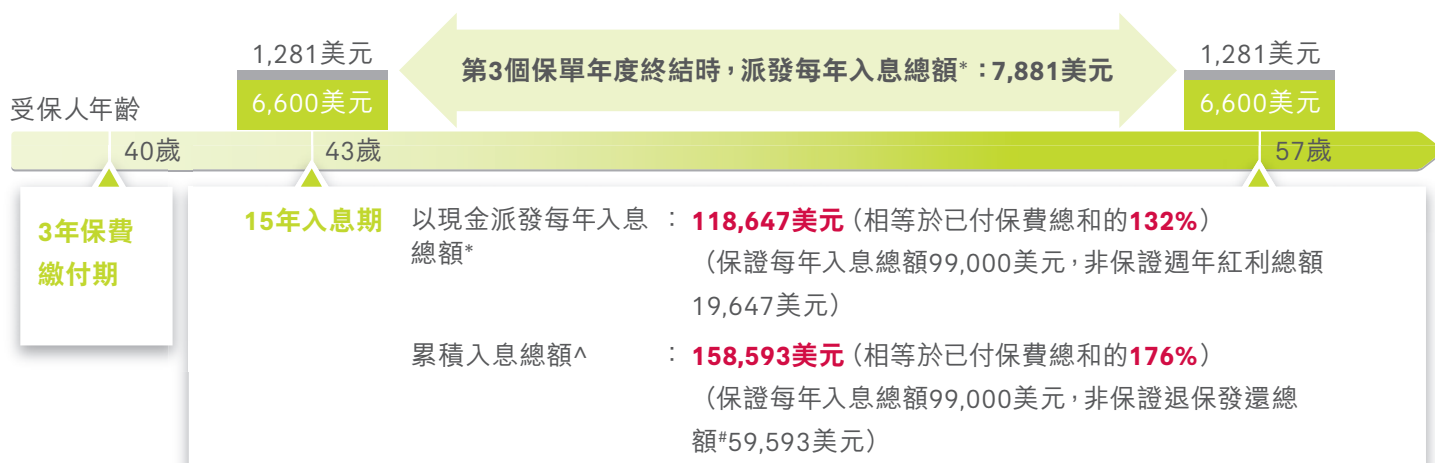 1,281美元
6,600美元
第3個保單年度終結時，派發每年入息總額*：7,881美元
1,281美元
6,600美元
受保人年齡
40歲
43歲
57歲
3年保費
繳付期
15年入息期
以現金派發每年入息
總額*
：118,647美元（相等於已付保費總和的132%）
（保證每年入息總額99,000美元，非保證週年紅利總額
19,647美元）
累積入息總額^
：158,593美元（相等於已付保費總和的176%）
（保證每年入息總額99,000美元，非保證退保發還總
額#59,593美元）